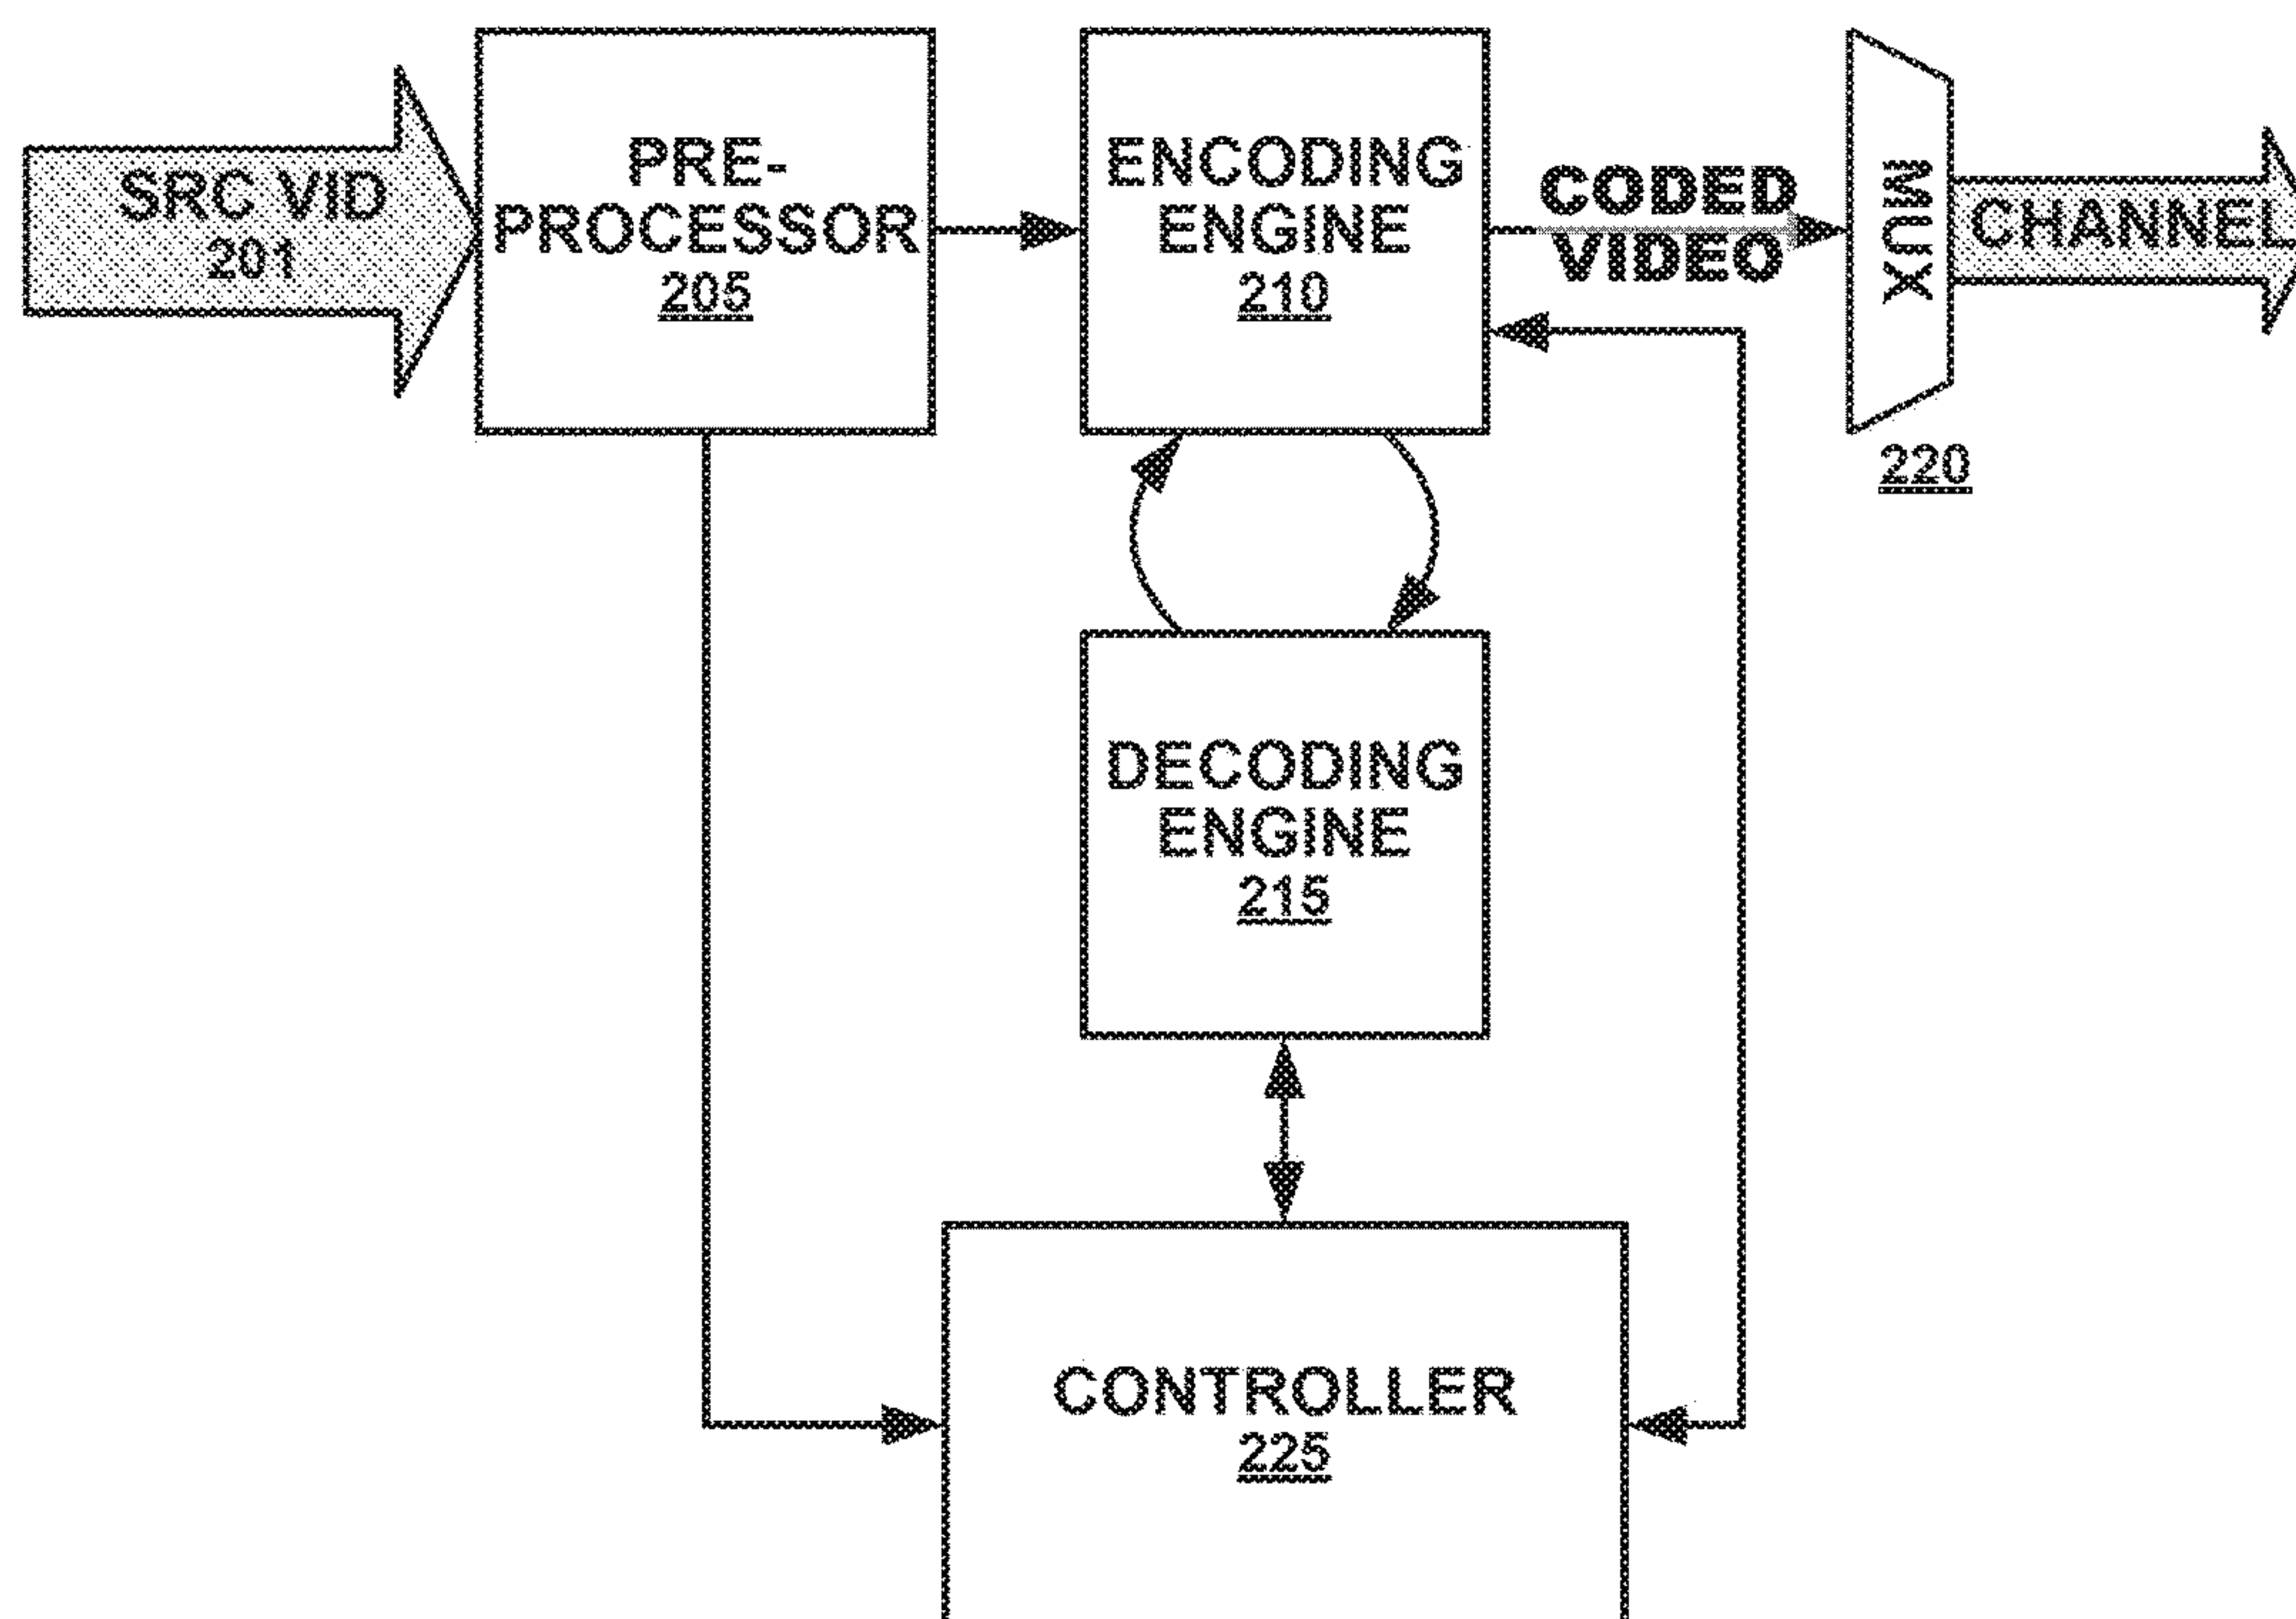 SRC VID
201
PRE-
PROCESSOR
205
ENCODING
ENGINE
210
CODED
VIDEO
MUX
220
CHANNEL
DECODING
ENGINE
215
CONTROLLER
225